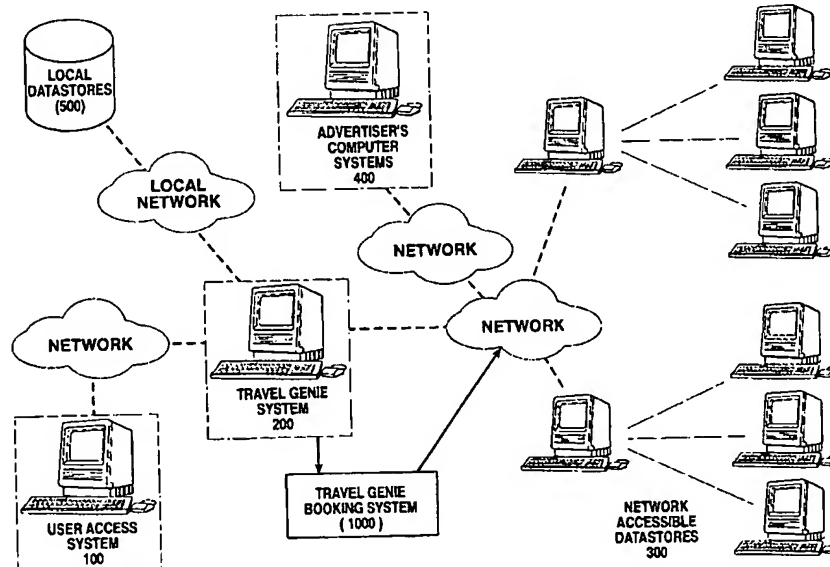 LOCAL
DATASTORES
(500)
ADVERTISER'S
COMPUTER
SYSTEMS
400
LOCAL
NETWORK
NETWORK
NETWORK
NETWORK
TRAVEL GENIE
SYSTEM
200
USER ACCESS
SYSTEM
100
TRAVEL GENIE
BOOKING SYSTEM
( 1000 )
NETWORK
ACCESSIBLE
DATASTORES
300